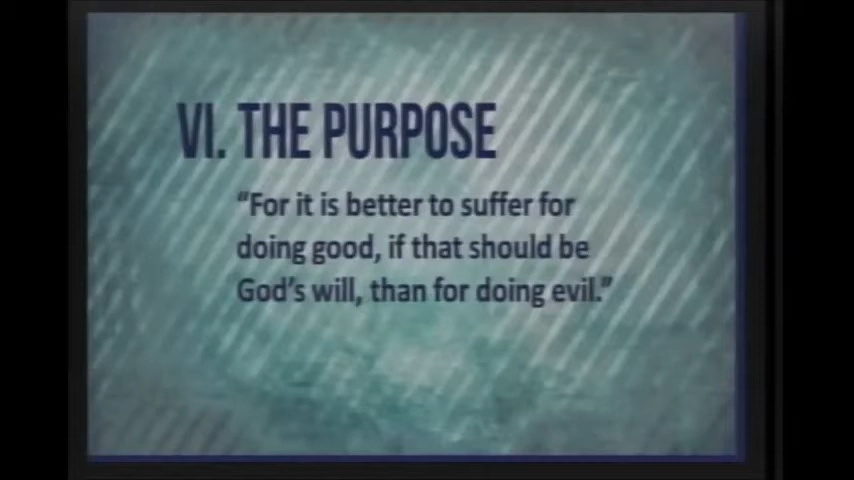 VI. THE PURPOSE
“For it is better to suffer for
doing good, if that should be
God’s will, than for doing evil.”